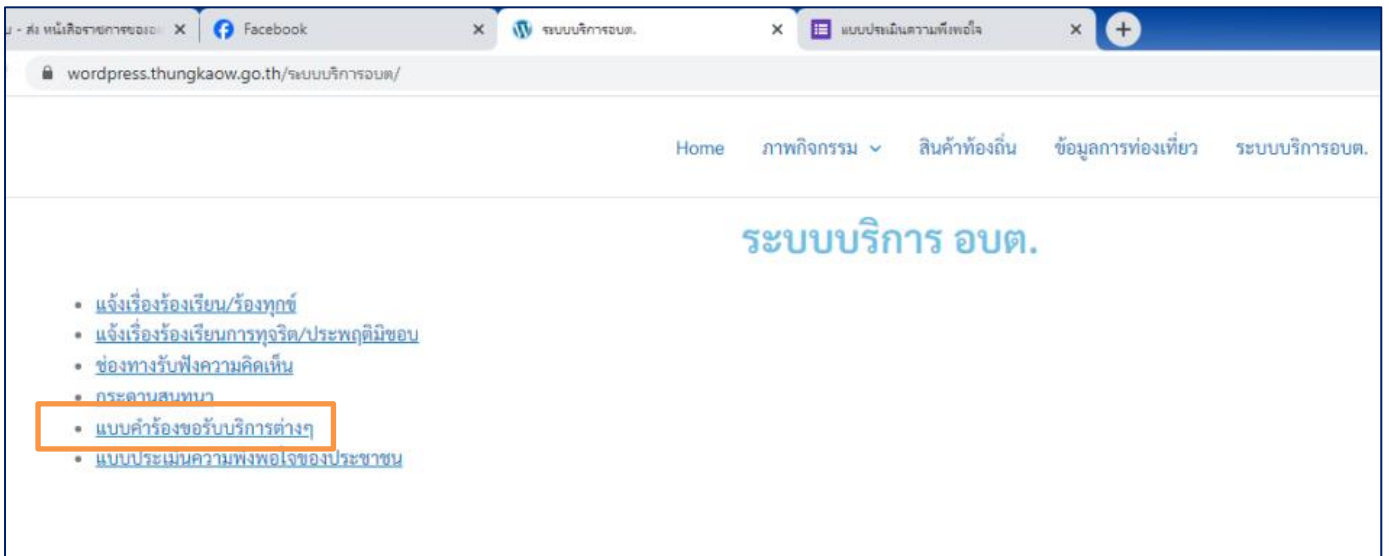 ส่ง หนังสือราชการของ
Facebook
ระบบบริการอบต.
แบบประเมินความพึงพอใจ
wordpress.thungkaow.go.th/ระบบบริการอบต/
Home ภาพกิจกรรม สินค้าท้องถิ่น ข้อมูลการท่องเที่ยว ระบบบริการอบต.
ระบบบริการ อบต.
แจ้งเรื่องร้องเรียน/ร้องทุกข์
แจ้งเรื่องร้องเรียนการทุจริต/ประพฤติมิชอบ
ช่องทางรับฟังความคิดเห็น
กระดานสนทนา
แบบคำร้องขอรับบริการต่างๆ
แบบประเมินความพึงพอใจของประชาชน